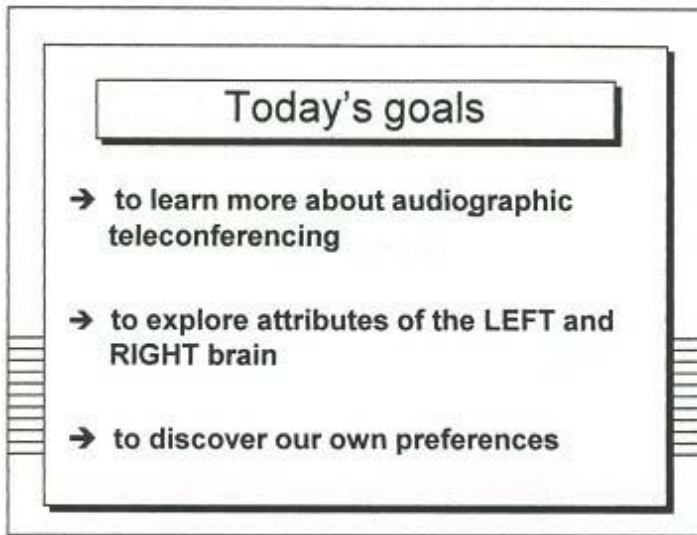 Today's goals
➔ to learn more about audiographic
teleconferencing
➔ to explore attributes of the LEFT and
RIGHT brain
➔ to discover our own preferences